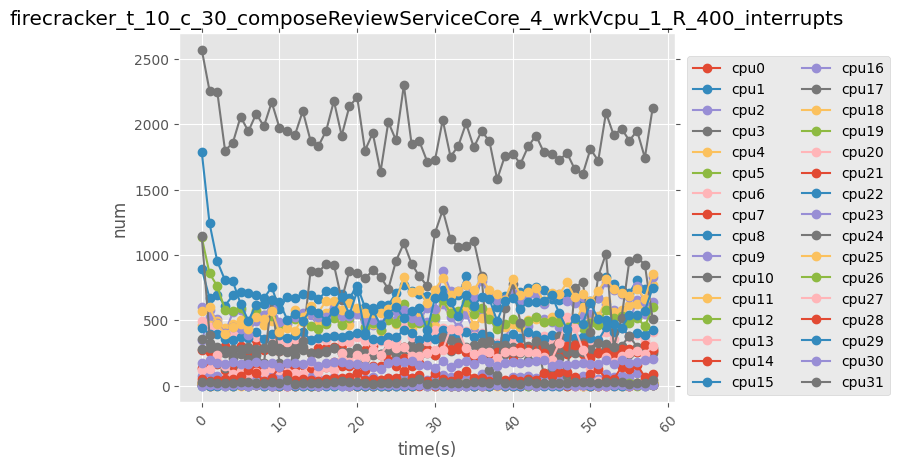 firecracker_t_10_c_30_composeReviewServiceCore_4_wrkVcpu_1_R_400_interrupts
2500
2000
1500
1000
500
0
num
0 10 20 30 40 50 60
time(s)
cpu0 cpu16
cpu1 cpu17
cpu2 cpu18
cpu3 cpu19
cpu4 cpu20
cpu5 cpu21
cpu6 cpu22
cpu7 cpu23
cpu8 cpu24
cpu9 cpu25
cpu10 cpu26
cpu11 cpu27
cpu12 cpu28
cpu13 cpu29
cpu14 cpu30
cpu15 cpu31